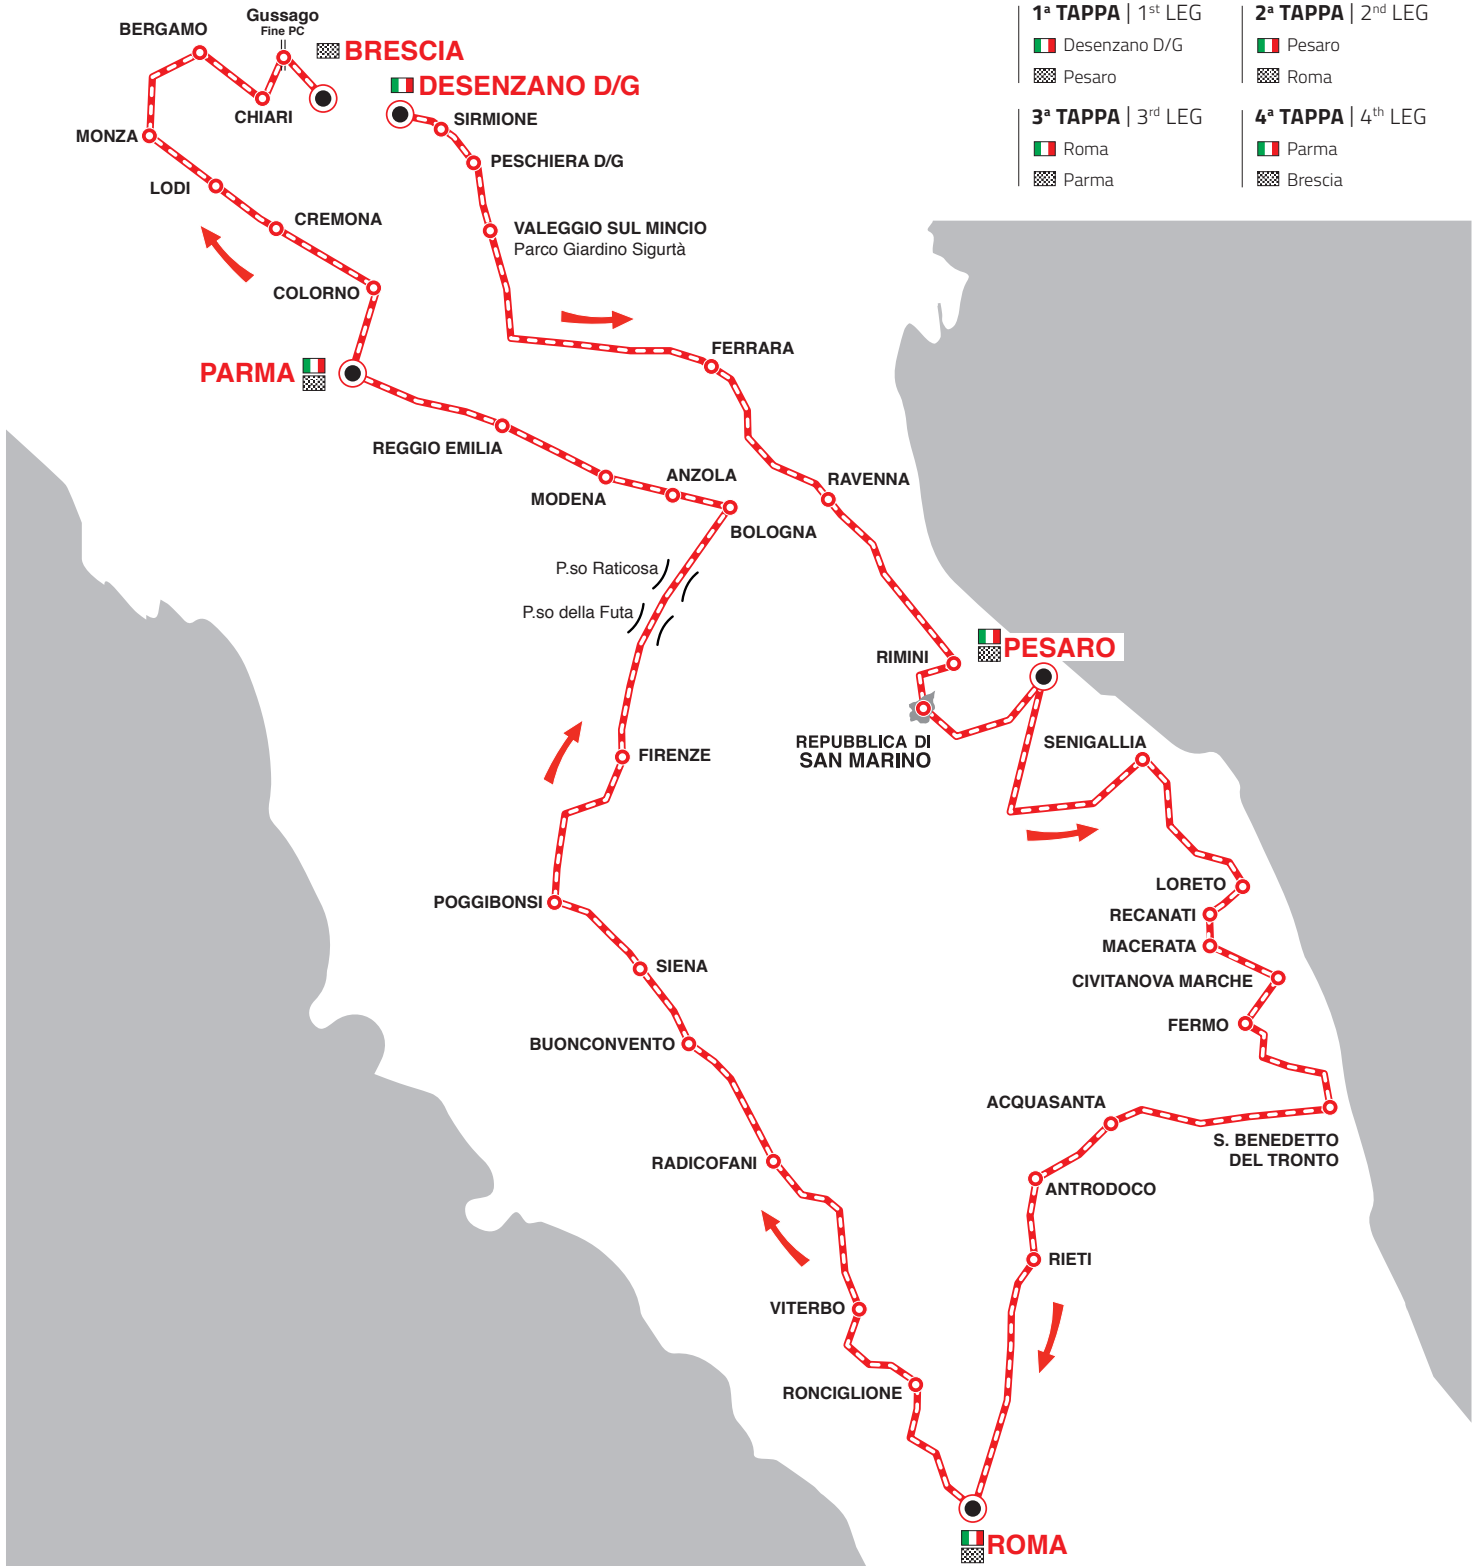 1ª TAPPA | 1st LEG
Desenzano D/G
Pesaro
2ª TAPPA | 2nd LEG
Pesaro
Roma
3ª TAPPA | 3rd LEG
Roma
Parma
4ª TAPPA | 4th LEG
Parma
Brescia
Gussago
Fine PC
BERGAMO
BRESCIA
DESENZANO D/G
CHIARI
SIRMIONE
MONZA
PESCHIERA D/G
LODI
CREMONA
VALEGGIO SUL MINCIO
Parco Giardino Sigurtà
COLORNO
FERRARA
PARMA
REGGIO EMILIA
ANZOLA
RAVENNA
MODENA
BOLOGNA
P.so Raticosa
P.so della Futa
PESARO
RIMINI
REPUBBLICA DI
SAN MARINO
SENIGALLIA
FIRENZE
LORETO
POGGIBONSI
RECANATI
MACERATA
SIENA
CIVITANOVA MARCHE
FERMO
BUONCONVENTO
ACQUASANTA
S. BENEDETTO
DEL TRONTO
RADICOFANI
ANTRODOCO
RIETI
VITERBO
RONCIGLIONE
ROMA